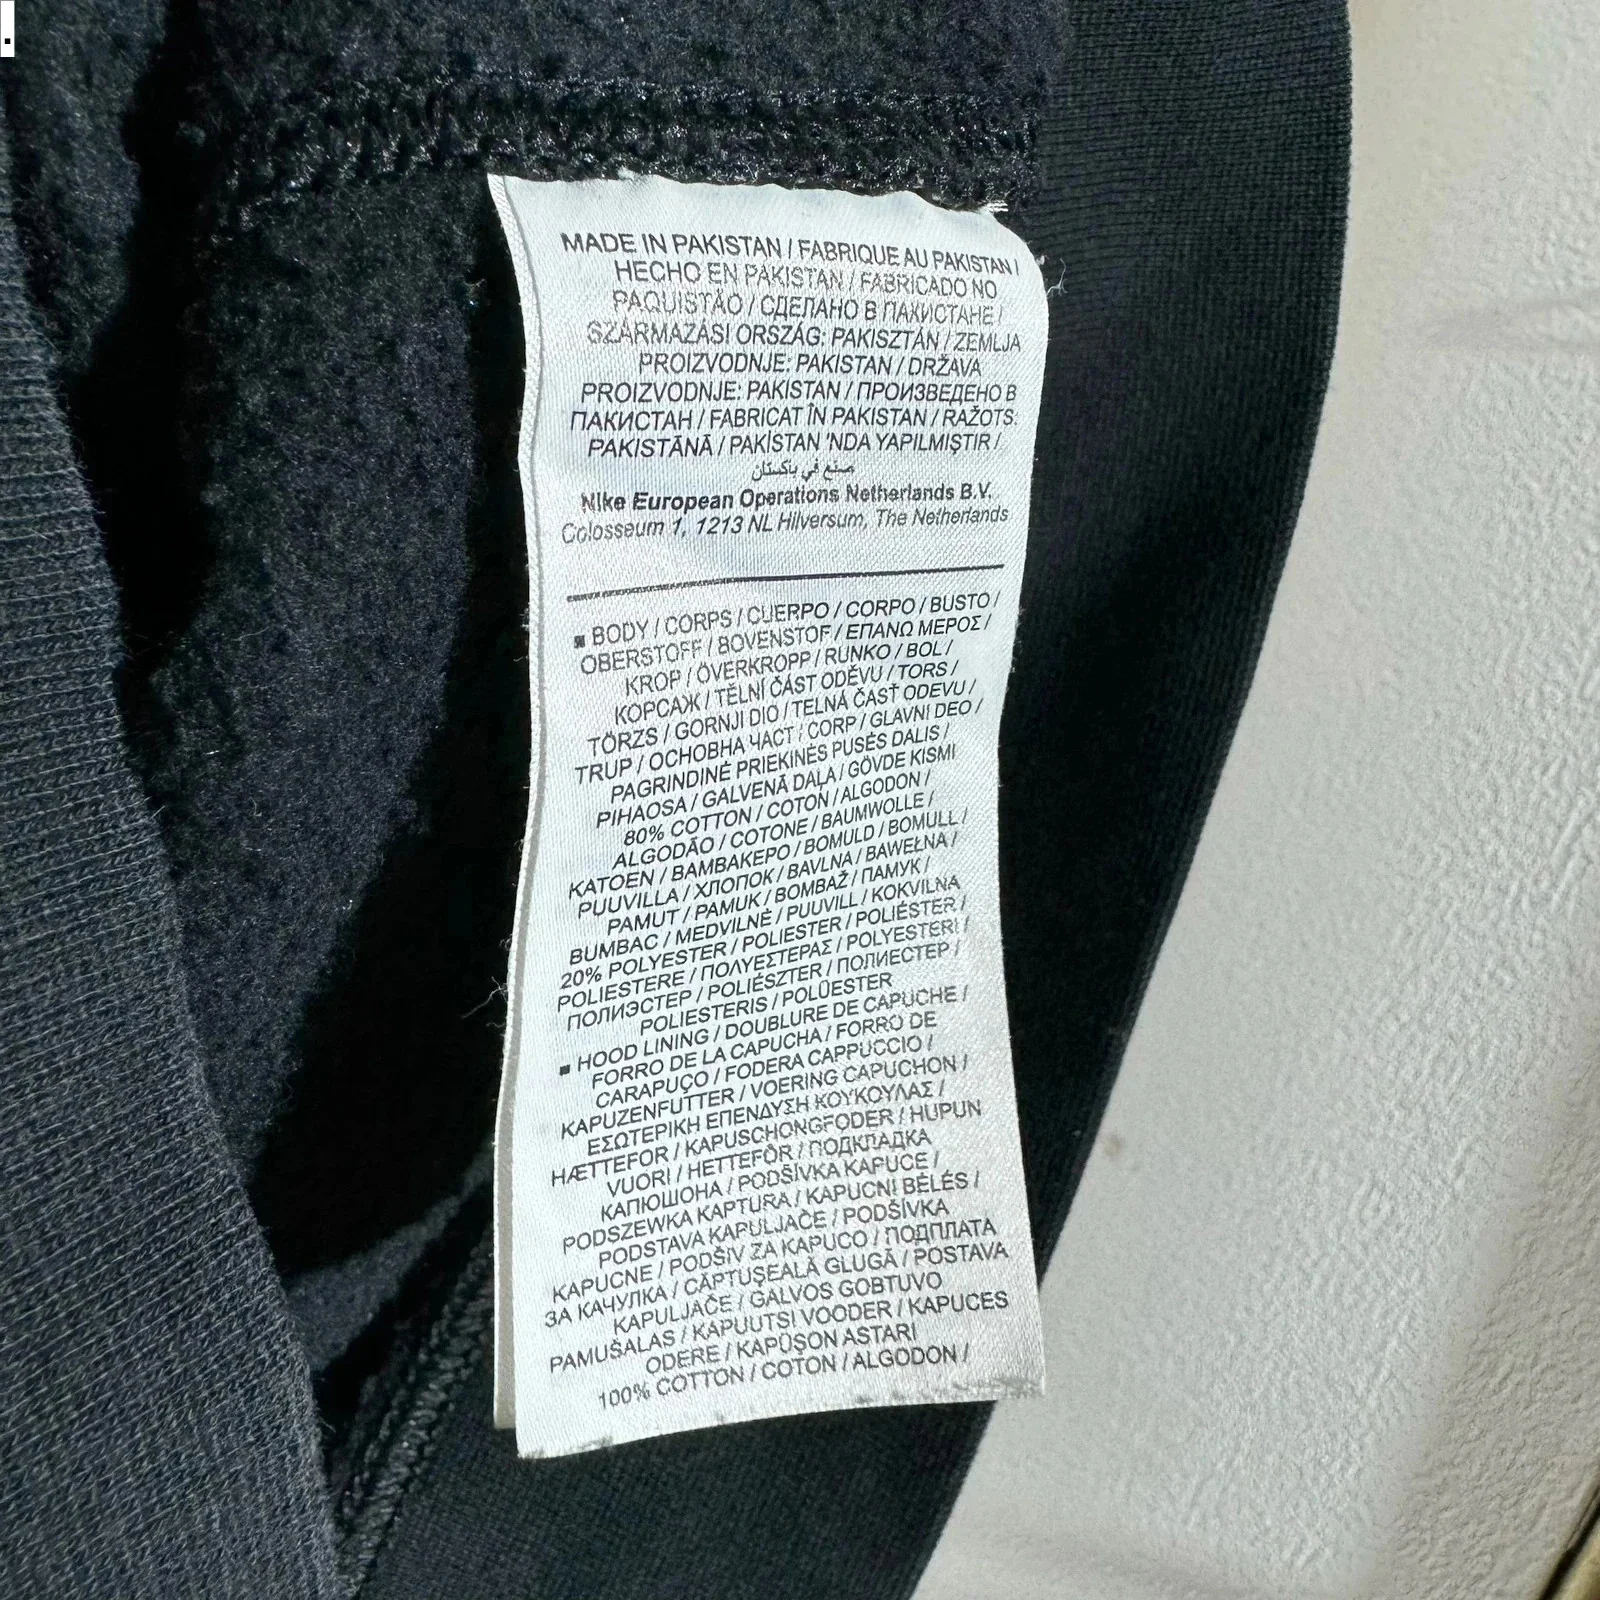 .
MADE IN PAKISTAN / FABRIQUE AU PAKISTAN /
HECHO EN PAKISTAN / FABRICADO NO
PAQUISTÃO / СДЕЛАНО В ПАКИСТАНЕ /
SZÁRMAZÁSI ORSZÁG: PAKISZTÁN / ZEMLJA
PROIZVODNJE: PAKISTAN / DRŽAVA
PROIZVODNJE: PAKISTAN / ПРОИЗВЕДЕНО В
ПАКИСТАН / FABRICAT ÎN PAKISTAN / RAŽOTS:
PAKISTĀNĀ / PAKİSTAN 'NDA YAPILMIŞTIR /
صنع في باكستان
Nike European Operations Netherlands B.V.
Colosseum 1, 1213 NL Hilversum, The Netherlands
■ BODY / CORPS / CUERPO / CORPO / BUSTO /
OBERSTOFF / BOVENSTOF / ΕΠΑΝΩ ΜΕΡΟΣ /
KROP / ÖVERKROPP / RUNKO / BOL /
КОРСАЖ / TĚLNÍ ČÁST ODĚVU / TORS /
TÖRZS / GORNJI DIO / TELNÁ ČASŤ ODEVU /
TRUP / ОСНОВНА ЧАСТ / CORP / GLAVNI DEO /
PAGRINDINĖ PRIEKINĖS PUSĖS DALIS /
PIHAOSA / GALVENĀ DAĻA / GÖVDE KISMI
80% COTTON / COTON / ALGODON /
ALGODÃO / COTONE / BAUMWOLLE /
KATOEN / ΒΑΜΒΑΚΕΡΟ / BOMULD / BOMULL /
PUUVILLA / ХЛОПОК / BAVLNA / BAWEŁNA /
PAMUT / PAMUK / BOMBAŽ / ПАМУК /
BUMBAC / MEDVILNĖ / PUUVILL / KOKVILNA
20% POLYESTER / POLIESTER / POLIÉSTER /
POLIESTERE / ΠΟΛΥΕΣΤΕΡΑΣ / POLYESTERI /
ПОЛИЭСТЕР / POLIÉSZTER / ПОЛИЕСТЕР /
POLIESTERIS / POLÜESTER
■ HOOD LINING / DOUBLURE DE CAPUCHE /
FORRO DE LA CAPUCHA / FORRO DE
CARAPUÇO / FODERA CAPPUCCIO /
KAPUZENFUTTER / VOERING CAPUCHON /
ΕΣΩΤΕΡΙΚΗ ΕΠΕΝΔΥΣΗ ΚΟΥΚΟΥΛΑΣ /
HÆTTEFOR / KAPUSCHONGFODER / HUPUN
VUORI / HETTEFÔR / ПОДКЛАДКА
КАПЮШОНА / PODŠÍVKA KAPUCE /
PODSZEWKA KAPTURA / KAPUCNI BÉLÉS /
PODSTAVA KAPULJAČE / PODŠÍVKA
KAPUCNE / PODŠIV ZA KAPUCO / ПОДПЛАТА
ЗА КАЧУЛКА / CĂPTUŞEALĂ GLUGĂ / POSTAVA
KAPULJAČE / GALVOS GOBTUVO
PAMUŠALAS / KAPUUTSI VOODER / KAPUCES
ODERE / KAPÜŞON ASTARI
100% COTTON / COTON / ALGODON /